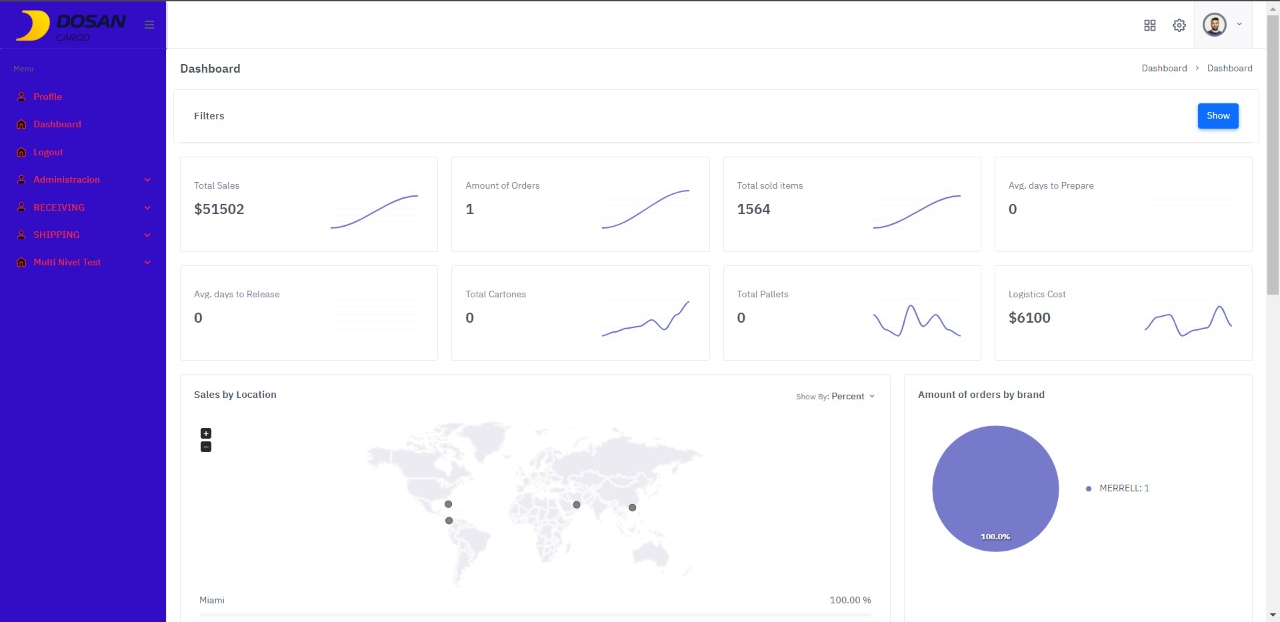 DOSAN
CARGO
Menu
Profile
Dashboard
Logout
Administracion
RECEIVING
SHIPPING
Multi Nivel Test
Dashboard
Dashboard > Dashboard
Filters
Show
Total Sales
$51502
Amount of Orders
1
Total sold items
1564
Avg. days to Prepare
0
Avg. days to Release
0
Total Cartones
0
Total Pallets
0
Logistics Cost
$6100
Sales by Location
Show By: Percent
+
−
Miami
100.00 %
Amount of orders by brand
100.0%
MERRELL: 1